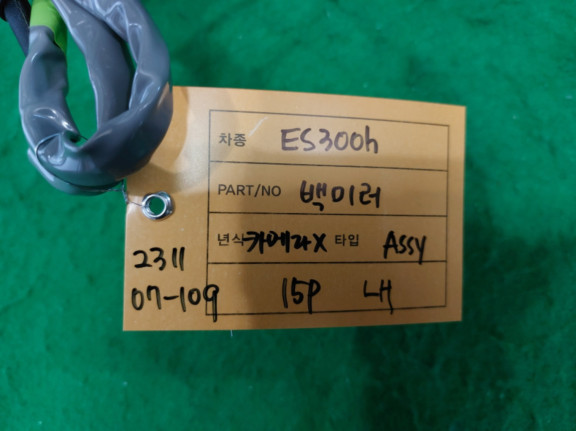 차종 ES300h
PART/NO 백미러
년식 카메라X 타입 ASSY
15P 내
2311
07-109